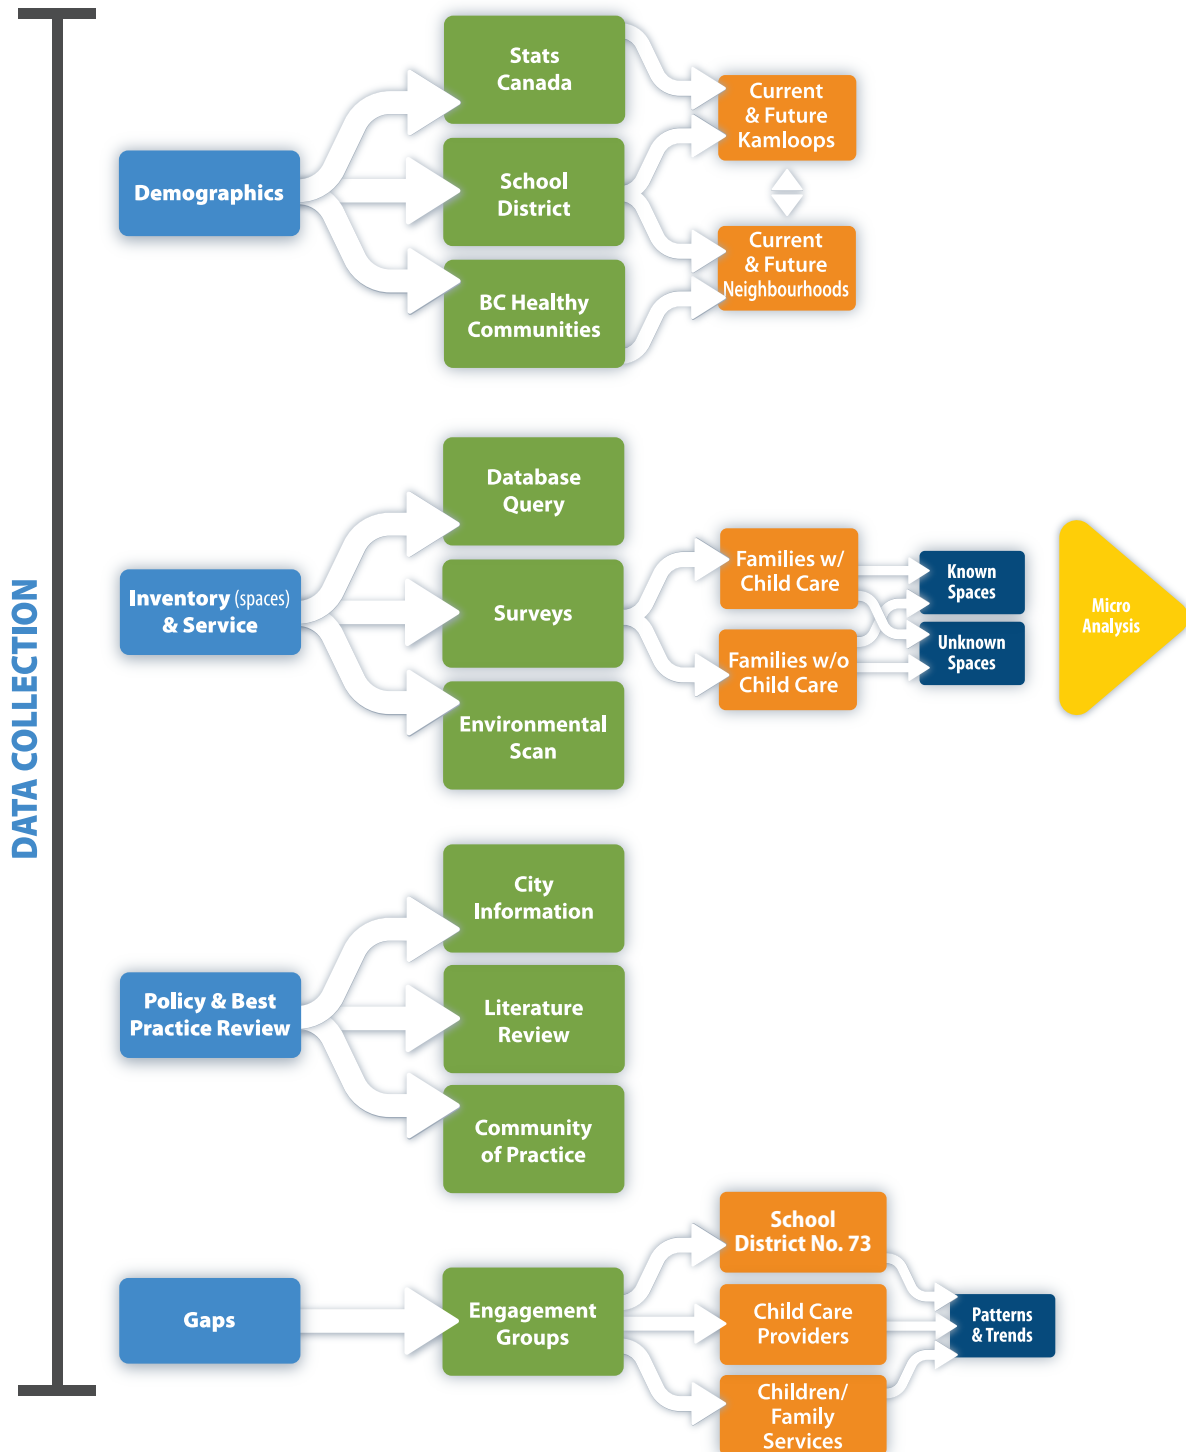 DATA COLLECTION
Demographics
Stats
Canada
School
District
BC Healthy
Communities
Current
& Future
Kamloops
Current
& Future
Neighbourhoods
Inventory (spaces)
& Service
Database
Query
Surveys
Environmental
Scan
Families w/
Child Care
Families w/o
Child Care
Known
Spaces
Unknown
Spaces
Micro
Analysis
Policy & Best
Practice Review
City
Information
Literature
Review
Community
of Practice
Gaps
Engagement
Groups
School
District No. 73
Child Care
Providers
Children/
Family
Services
Patterns
& Trends